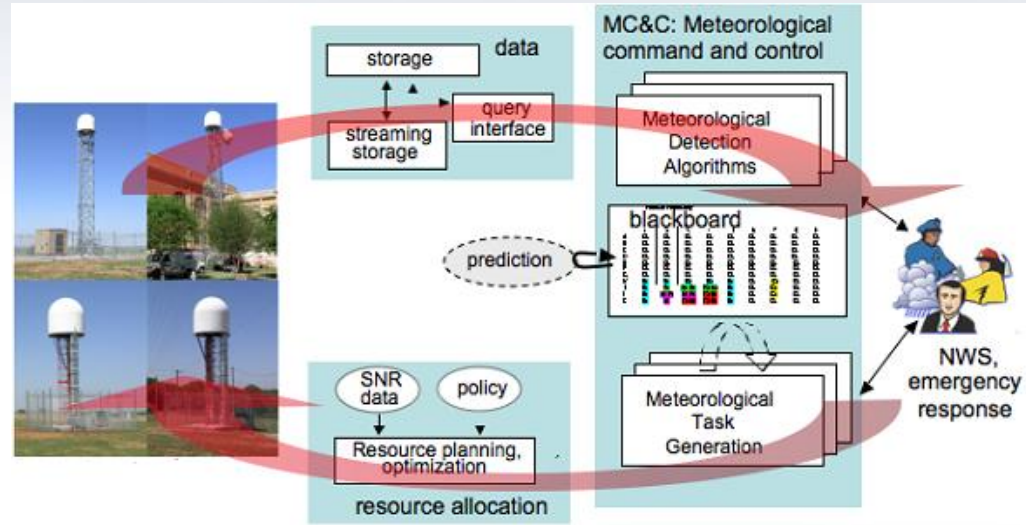 data
storage
query
interface
streaming
storage
MC&C: Meteorological
command and control
Meteorological
Detection
Algorithms
blackboard
prediction
NWS,
emergency
response
SNR
data
policy
Resource planning,
optimization
resource allocation
Meteorological
Task
Generation